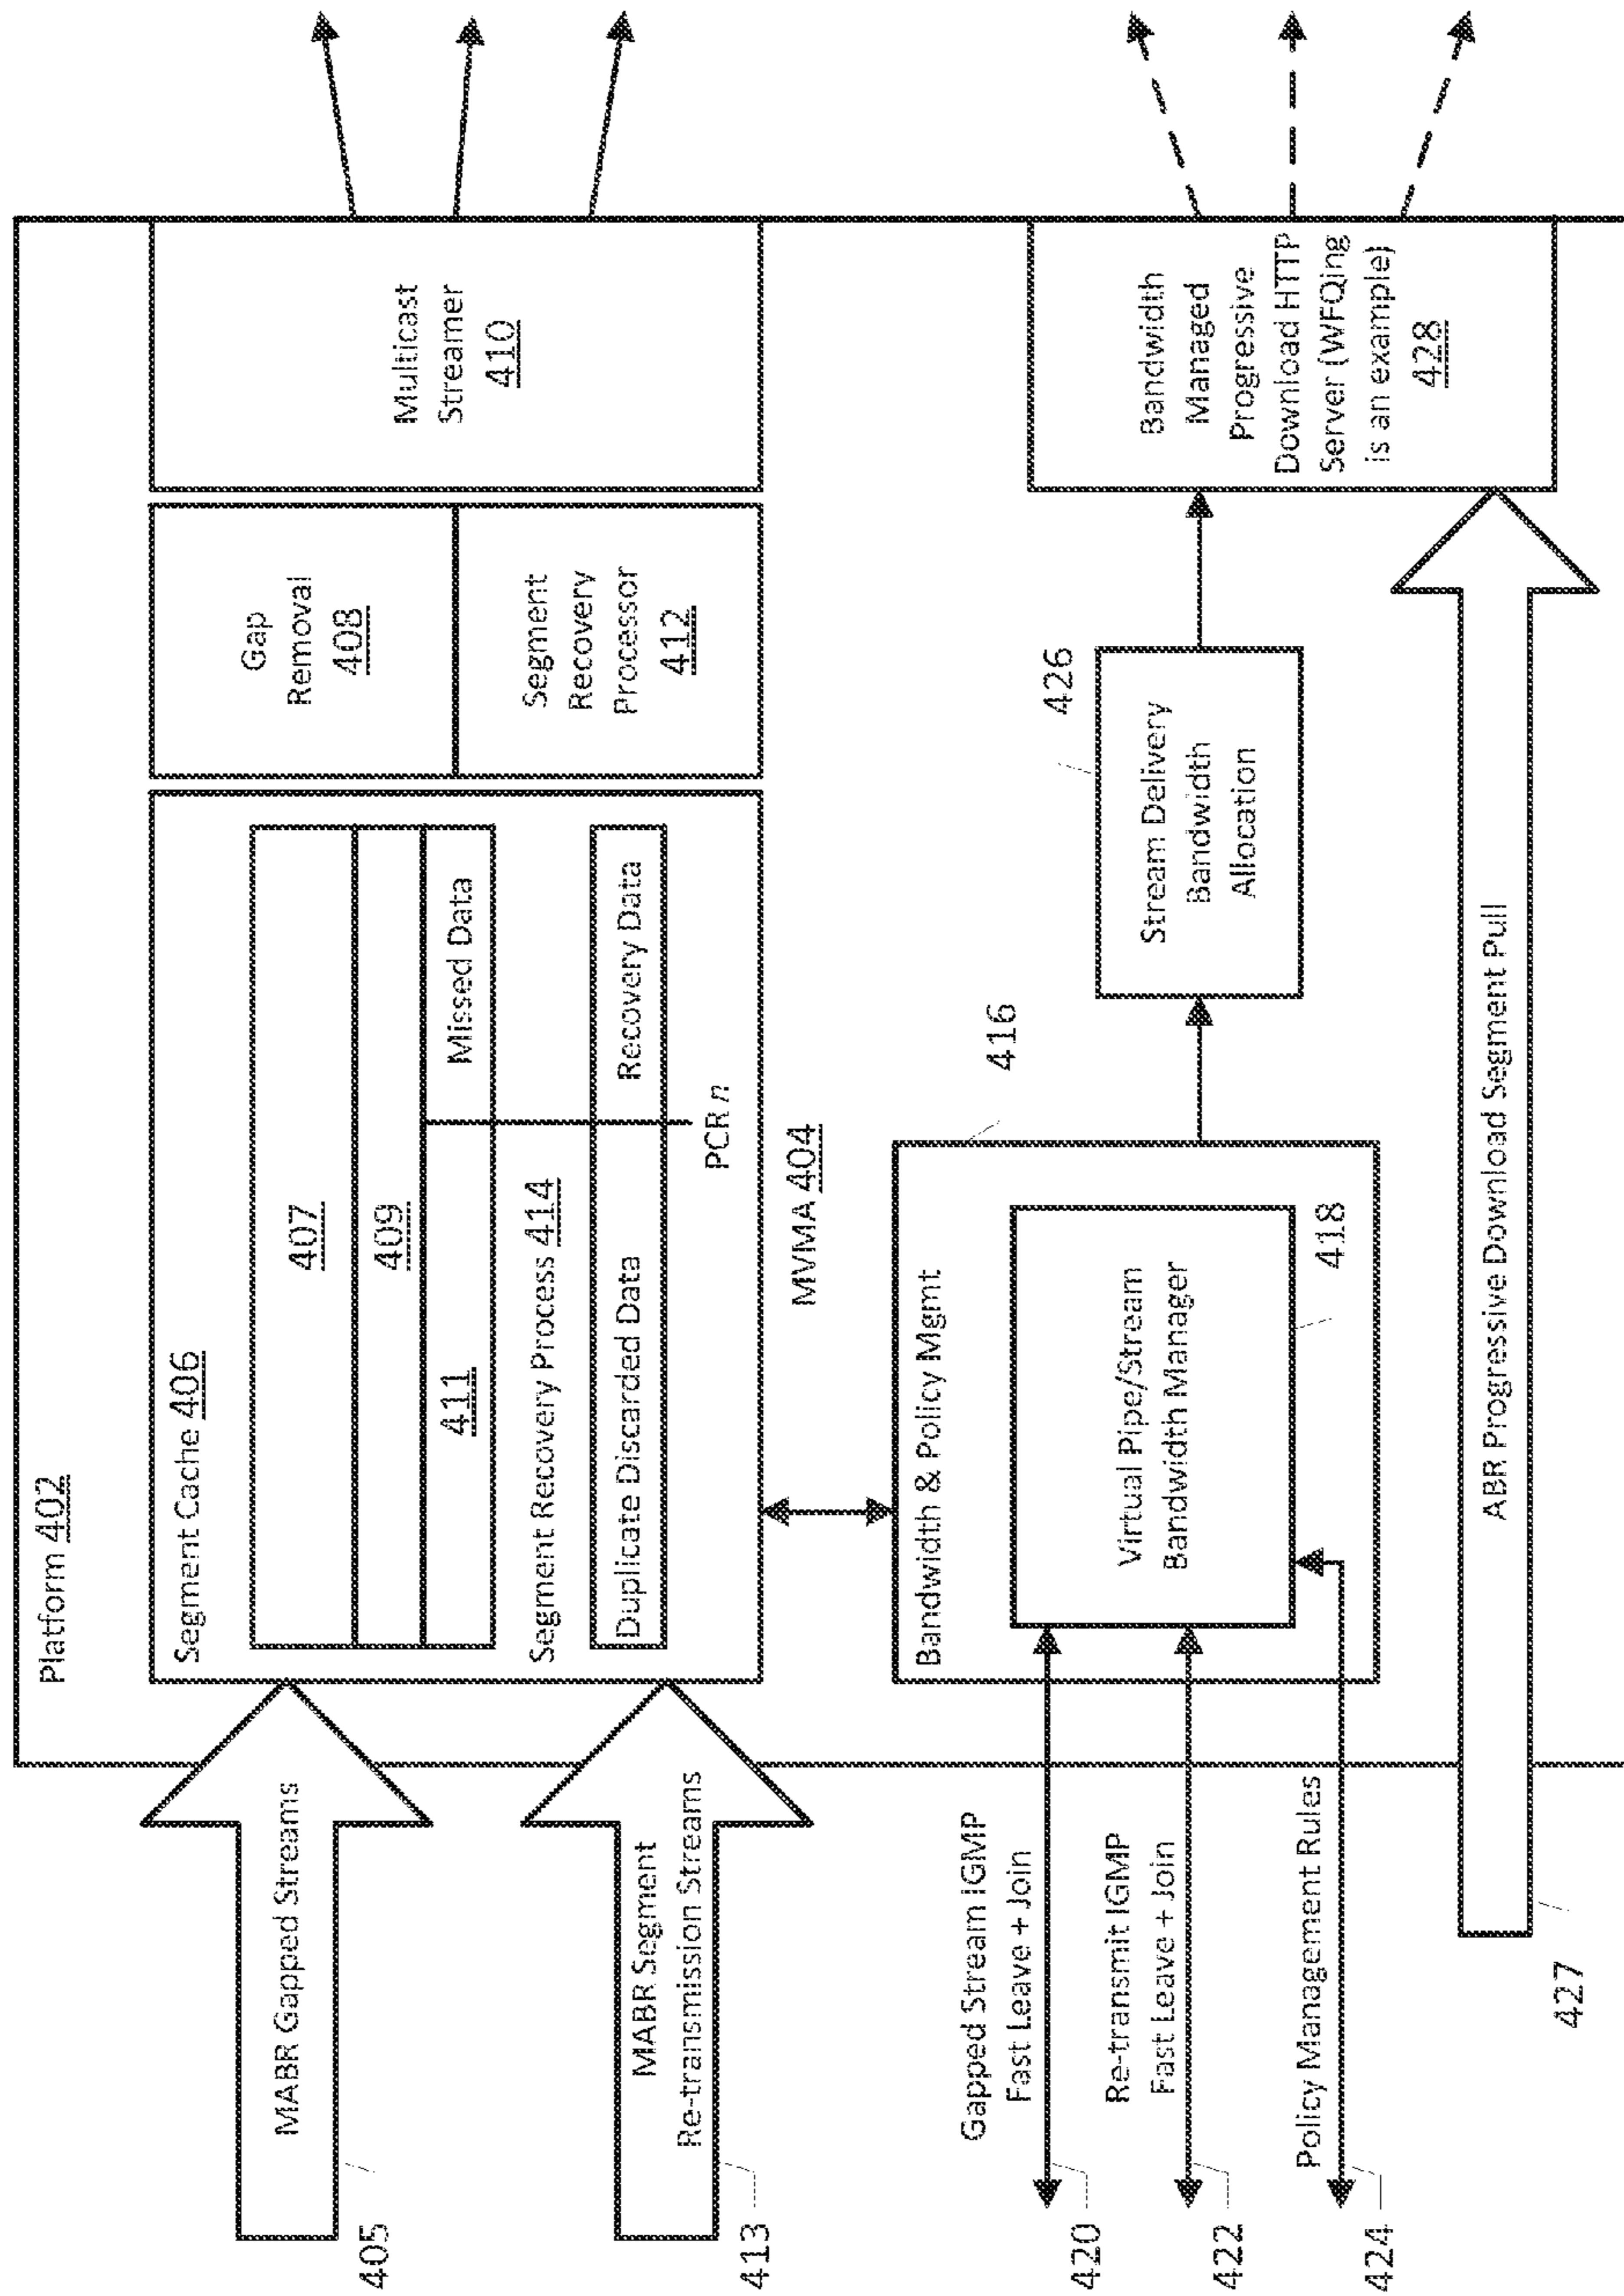 Platform 402
Segment Cache 406
407
409
411
Missed Data
Segment Recovery Process 414
Duplicate Discarded Data
Recovery Data
PCR n
MVMA 404
Gap
Removal
408
Segment
Recovery
Processor
412
Multicast
Streamer
410
MABR Gapped Streams
405
MABR Segment
Re-transmission Streams
413
Gapped Stream IGMP
Fast Leave + Join
420
Re-transmit IGMP
Fast Leave + Join
422
Policy Management Rules
424
Bandwidth & Policy Mgmt
416
Virtual Pipe/Stream
Bandwidth Manager
418
Stream Delivery
Bandwidth
Allocation
426
Bandwidth
Managed
Progressive
Download HTTP
Server (WFQing
is an example)
428
ABR Progressive Download Segment Pull
427